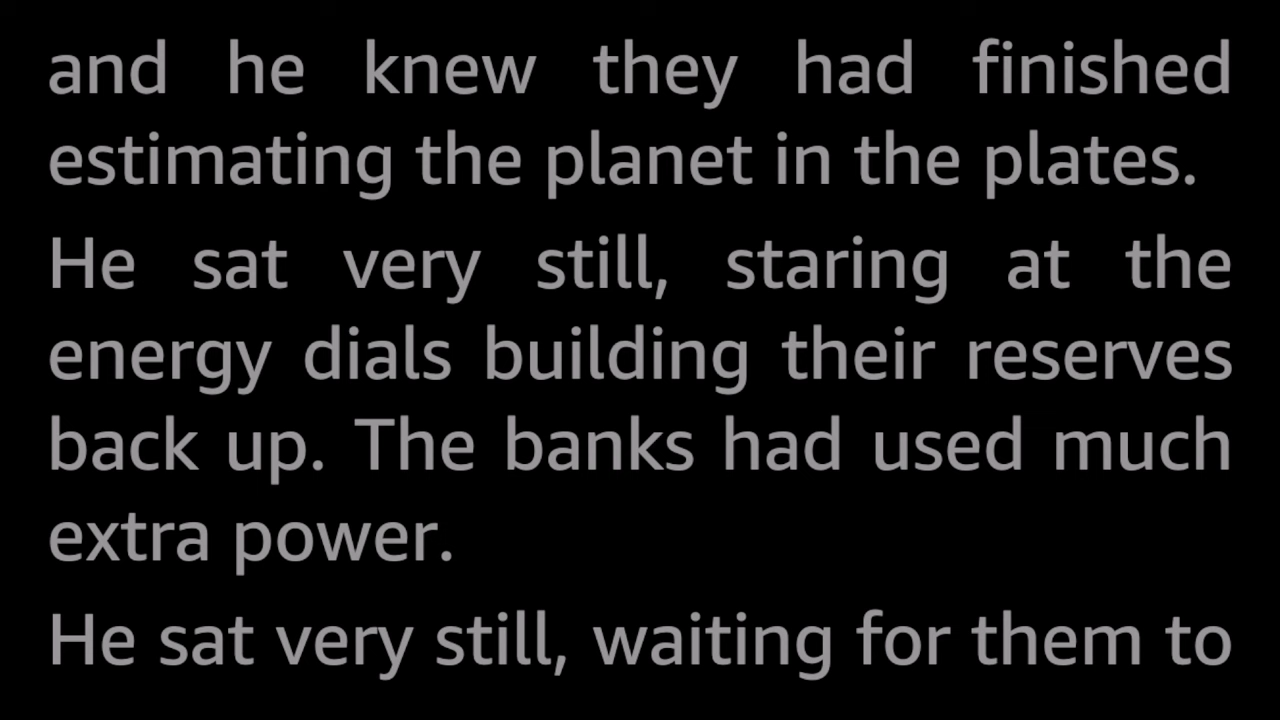 and he knew they had finished
estimating the planet in the plates.
He sat very still, staring at the
energy dials building their reserves
back up. The banks had used much
extra power.
He sat very still, waiting for them to